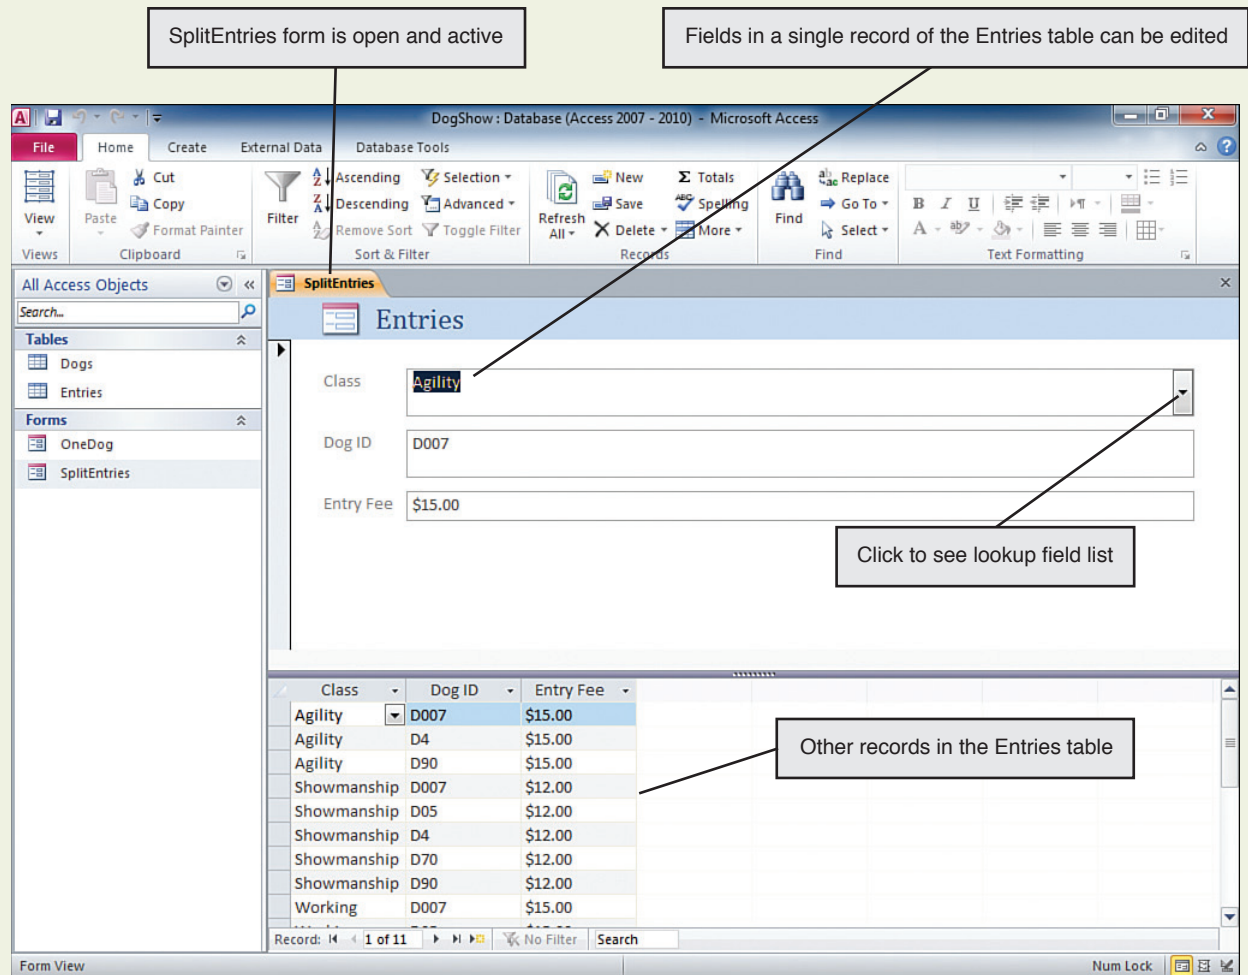 SplitEntries form is open and active
Fields in a single record of the Entries table can be edited
DogShow : Database (Access 2007 - 2010) - Microsoft Access
File Home Create External Data Database Tools
View
Views
Paste
Cut
Copy
Format Painter
Clipboard
Filter
Ascending
Descending
Remove Sort
Selection
Advanced
Toggle Filter
Sort & Filter
Refresh All
New
Save
Delete
Totals
Spelling
More
Records
Find
Replace
Go To
Select
Find
B I U
A
Text Formatting
All Access Objects
Search...
Tables
Dogs
Entries
Forms
OneDog
SplitEntries
SplitEntries
Entries
Class Agility
Dog ID D007
Entry Fee $15.00
Click to see lookup field list
Class Dog ID Entry Fee
Agility D007 $15.00
Agility D4 $15.00
Agility D90 $15.00
Showmanship D007 $12.00
Showmanship D05 $12.00
Showmanship D4 $12.00
Showmanship D70 $12.00
Showmanship D90 $12.00
Working D007 $15.00
Other records in the Entries table
Record: 1 of 11 No Filter Search
Form View
Num Lock